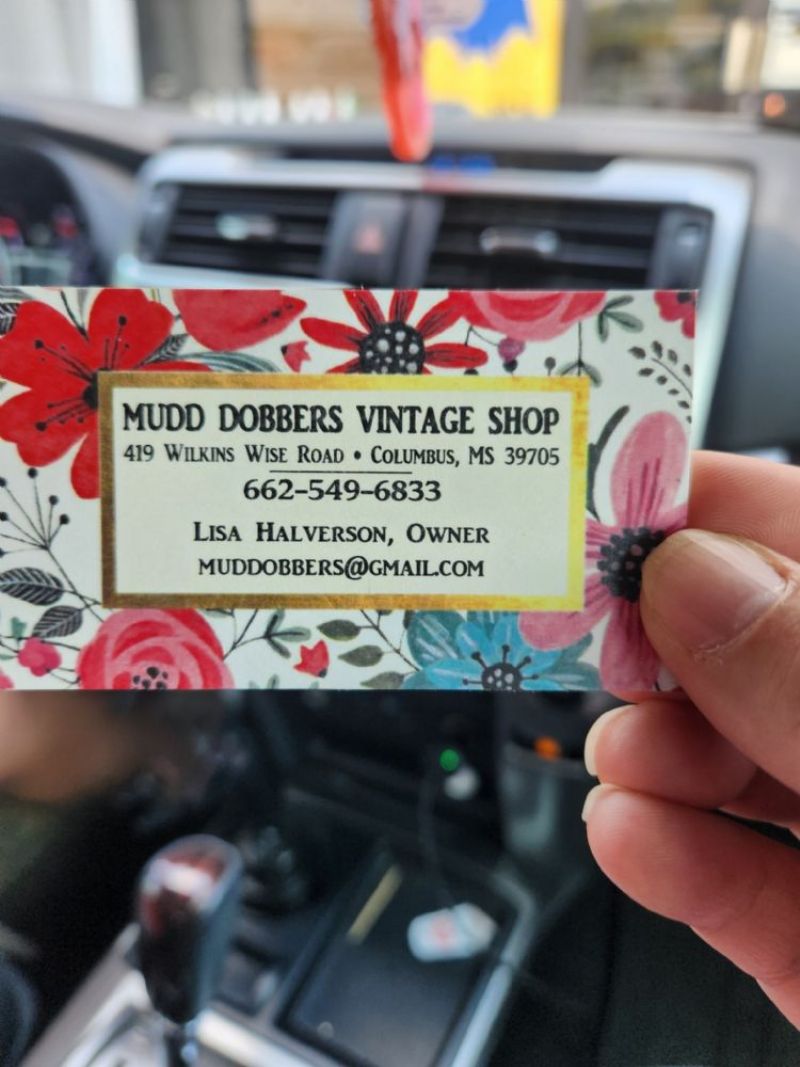 MUDD DOBBERS VINTAGE SHOP
419 WILKINS WISE ROAD • COLUMBUS, MS 39705
662-549-6833
LISA HALVERSON, OWNER
MUDDOBBERS@GMAIL.COM